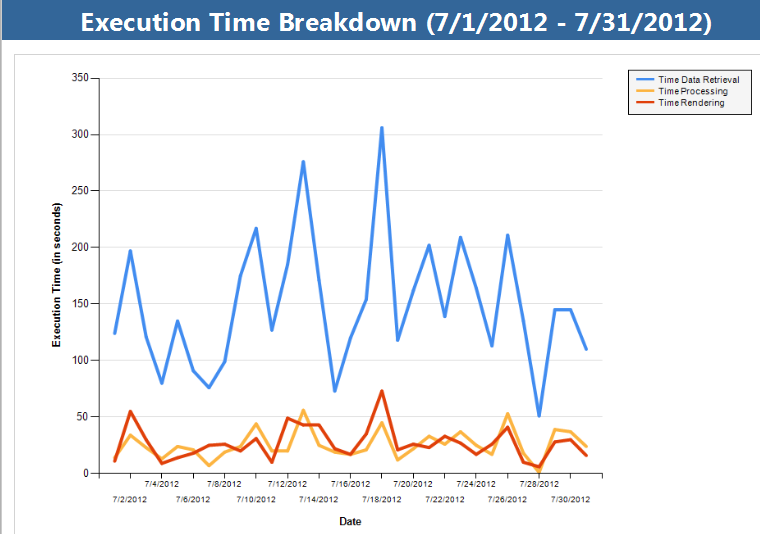 Execution Time Breakdown (7/1/2012 - 7/31/2012)
Time Data Retrieval
Time Processing
Time Rendering
350
300
250
200
150
100
50
0
Execution Time (in seconds)
7/4/2012 7/8/2012 7/12/2012 7/16/2012 7/20/2012 7/24/2012 7/28/2012
7/2/2012 7/6/2012 7/10/2012 7/14/2012 7/18/2012 7/22/2012 7/26/2012 7/30/2012
Date